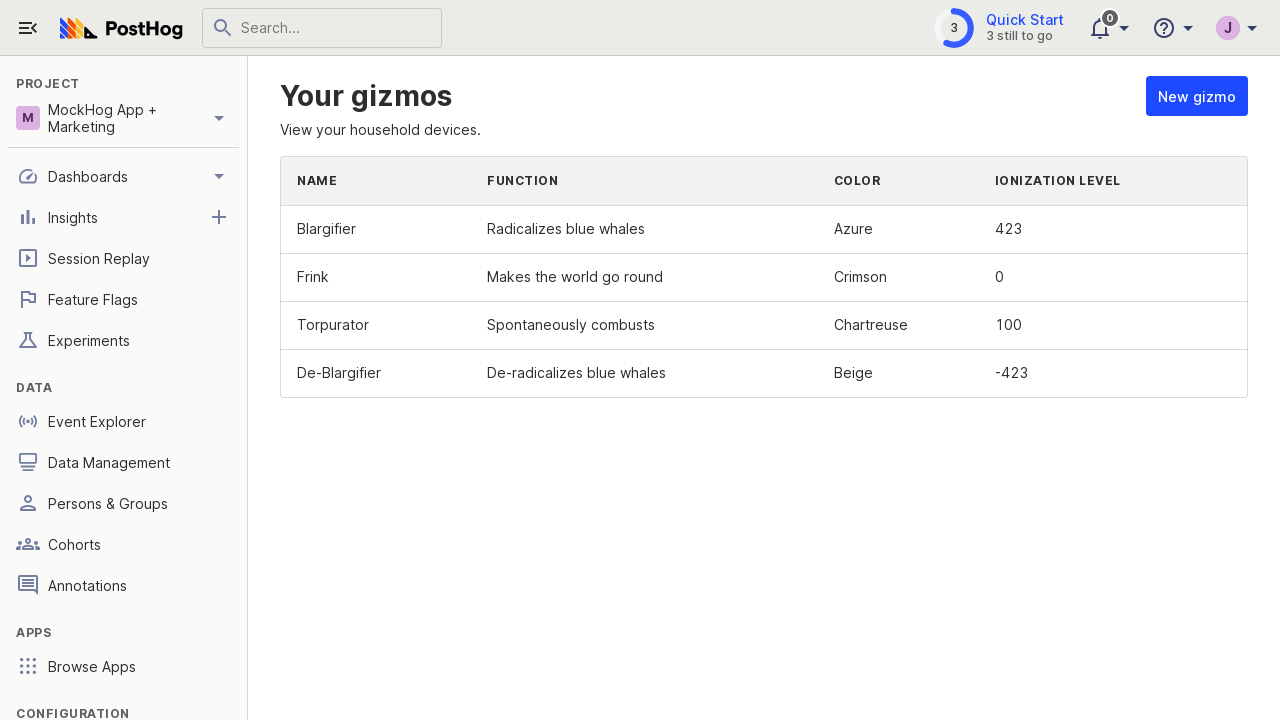 PostHog
Search...
3
Quick Start
3 still to go
0
J
PROJECT
M
MockHog App +
Marketing
Dashboards
Insights
Session Replay
Feature Flags
Experiments
DATA
Event Explorer
Data Management
Persons & Groups
Cohorts
Annotations
APPS
Browse Apps
CONFIGURATION
Your gizmos
New gizmo
View your household devices.
NAME FUNCTION COLOR IONIZATION LEVEL
Blargifier Radicalizes blue whales Azure 423
Frink Makes the world go round Crimson 0
Torpurator Spontaneously combusts Chartreuse 100
De-Blargifier De-radicalizes blue whales Beige -423